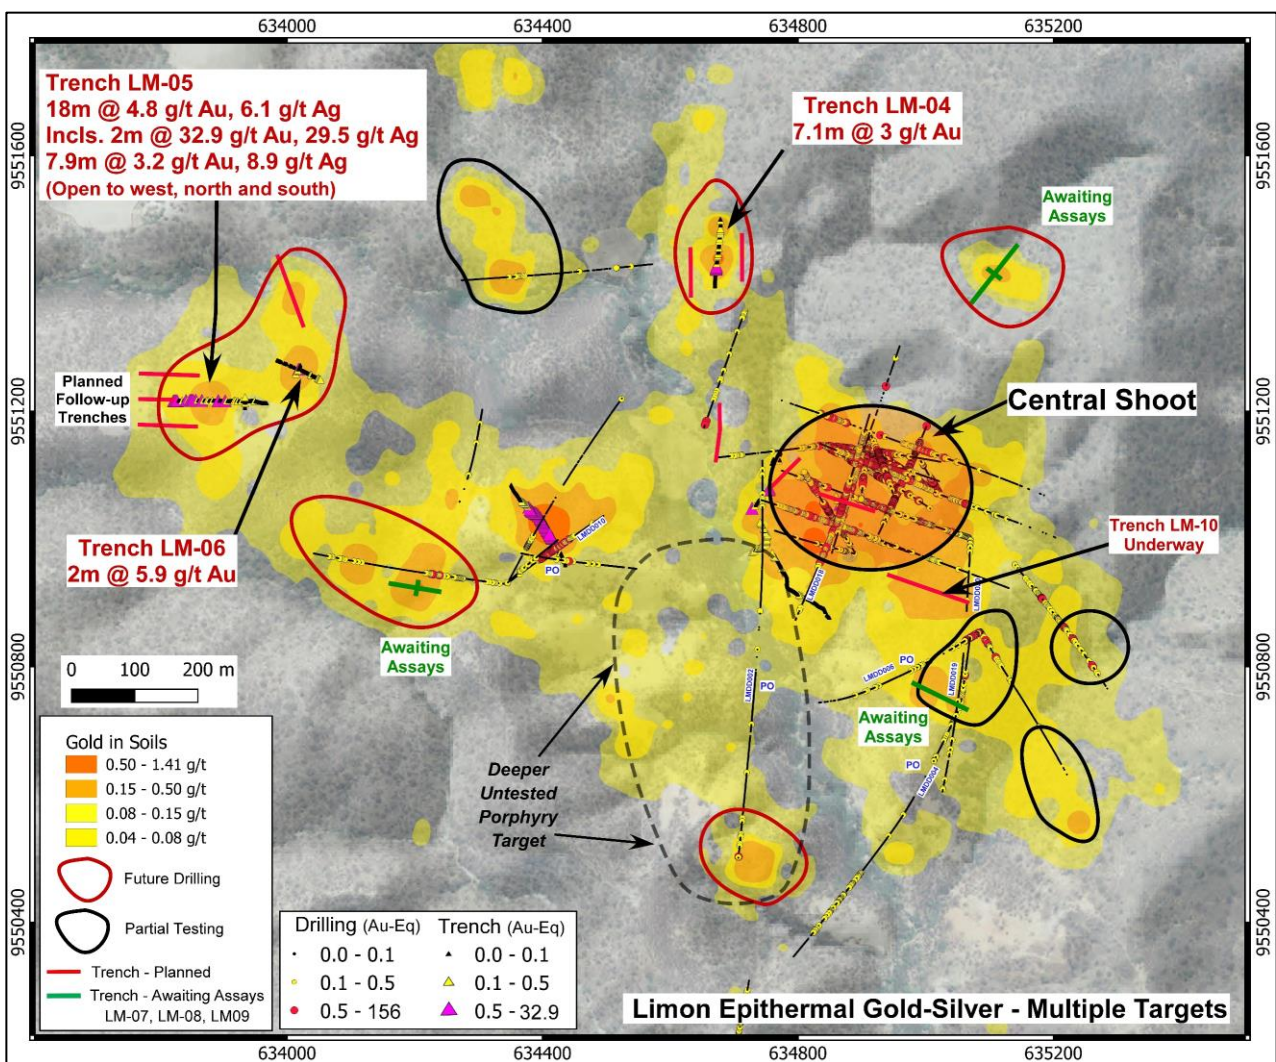 634000
634400
634800
635200
9551600
9551200
9550800
9550400
9551600
9551200
9550800
9550400
Trench LM-05
18m @ 4.8 g/t Au, 6.1 g/t Ag
Incls. 2m @ 32.9 g/t Au, 29.5 g/t Ag
7.9m @ 3.2 g/t Au, 8.9 g/t Ag
(Open to west, north and south)
Trench LM-04
7.1m @ 3 g/t Au
Awaiting
Assays
Planned
Follow-up
Trenches
Central Shoot
Trench LM-06
2m @ 5.9 g/t Au
Trench LM-10
Underway
LMDD010
PO
LMDD018
Awaiting
Assays
0
100
200 m
LMDD002
PO
LMDD006
PO
LMDD019
Awaiting
Assays
PO
LMDD004
Deeper
Untested
Porphyry
Target
Gold in Soils
0.50 - 1.41 g/t
0.15 - 0.50 g/t
0.08 - 0.15 g/t
0.04 - 0.08 g/t
Future Drilling
Partial Testing
Trench - Planned
Trench - Awaiting Assays
LM-07, LM-08, LM09
Drilling (Au-Eq)
0.0 - 0.1
0.1 - 0.5
0.5 - 156
Trench (Au-Eq)
0.0 - 0.1
0.1 - 0.5
0.5 - 32.9
Limon Epithermal Gold-Silver - Multiple Targets
634000
634400
634800
635200